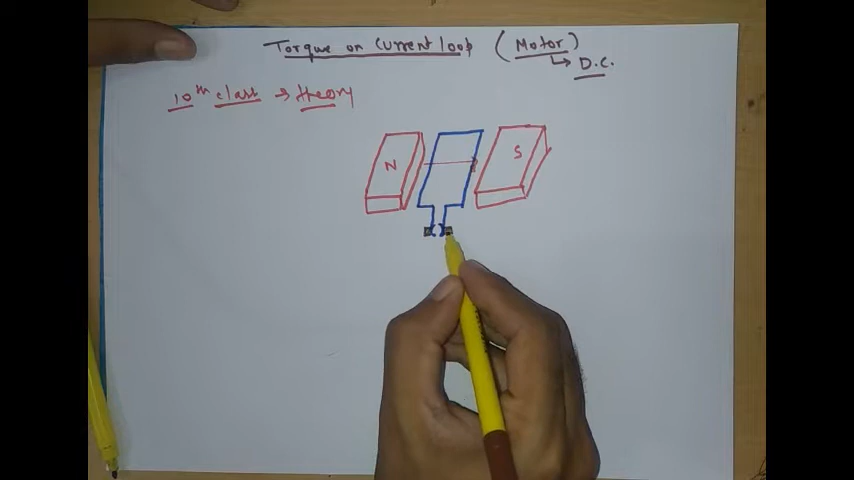 Torque on Current loop ( Motor )
↳ D.C.
10th class → theory
N
S